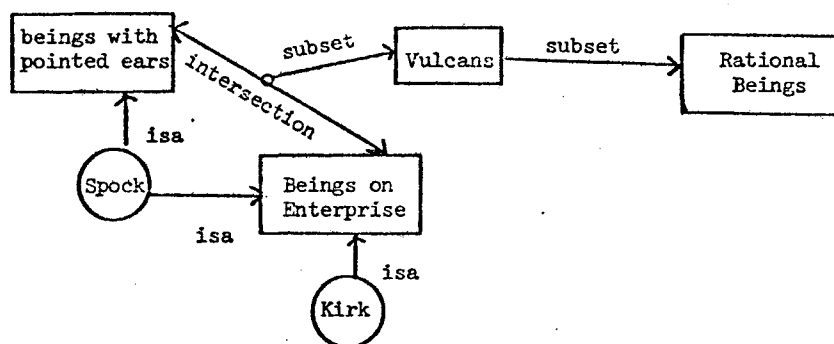 beings with
pointed ears
subset
Vulcans
subset
Rational
Beings
intersection
isa
Spock
Beings on
Enterprise
isa
isa
Kirk